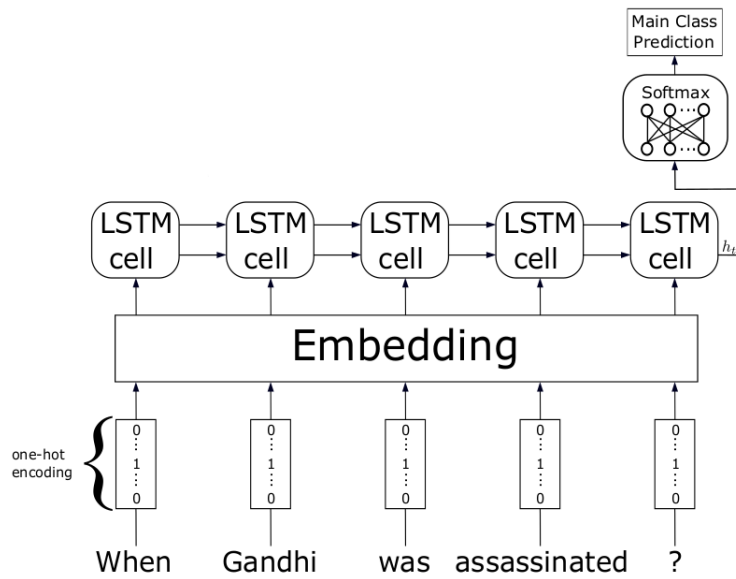 Main Class
Prediction
Softmax
LSTM LSTM LSTM LSTM LSTM
cell cell cell cell cell
h_t
Embedding
one-hot
encoding
0 0 0 0 0
1 1 1 1 1
0 0 0 0 0
When Gandhi was assassinated ?